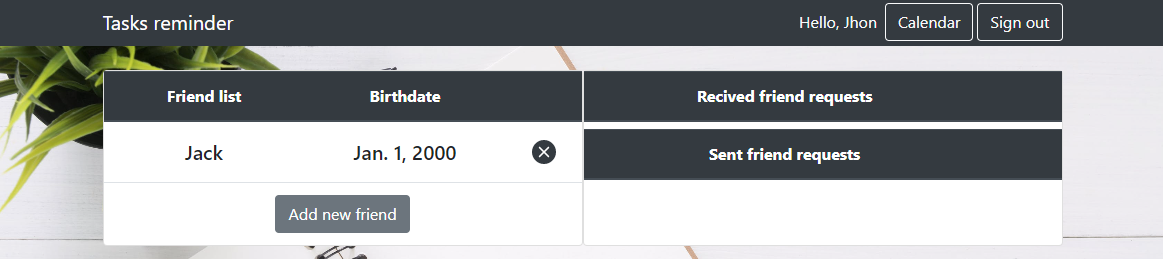 Tasks reminder
Hello, Jhon Calendar Sign out
Friend list Birthdate
Jack Jan. 1, 2000
Add new friend
Recived friend requests
Sent friend requests